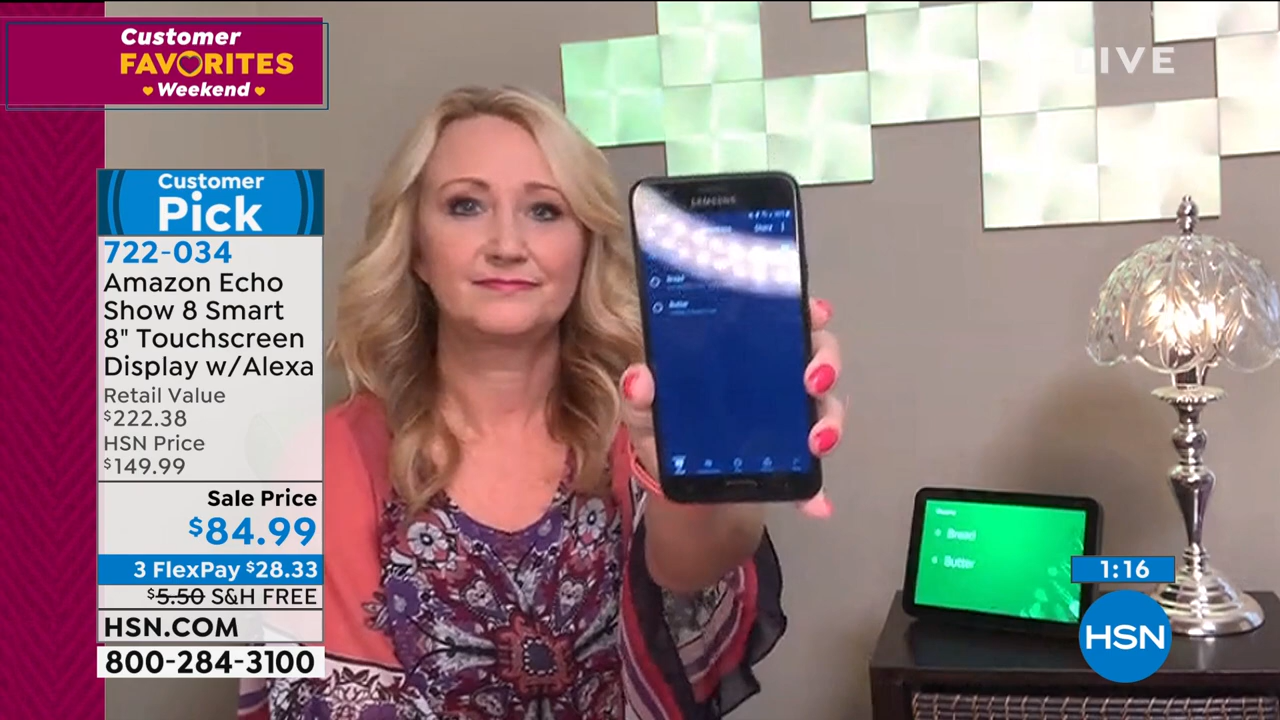 Customer
FAVORITES
Weekend
LIVE
Customer
Pick
722-034
Amazon Echo
Show 8 Smart
8" Touchscreen
Display w/Alexa
Retail Value
$222.38
HSN Price
$149.99
Sale Price
$84.99
3 FlexPay $28.33
$5.50 S&H FREE
HSN.COM
800-284-3100
SAMSUNG
Bread
Butter
Bread
Butter
1:16
HSN